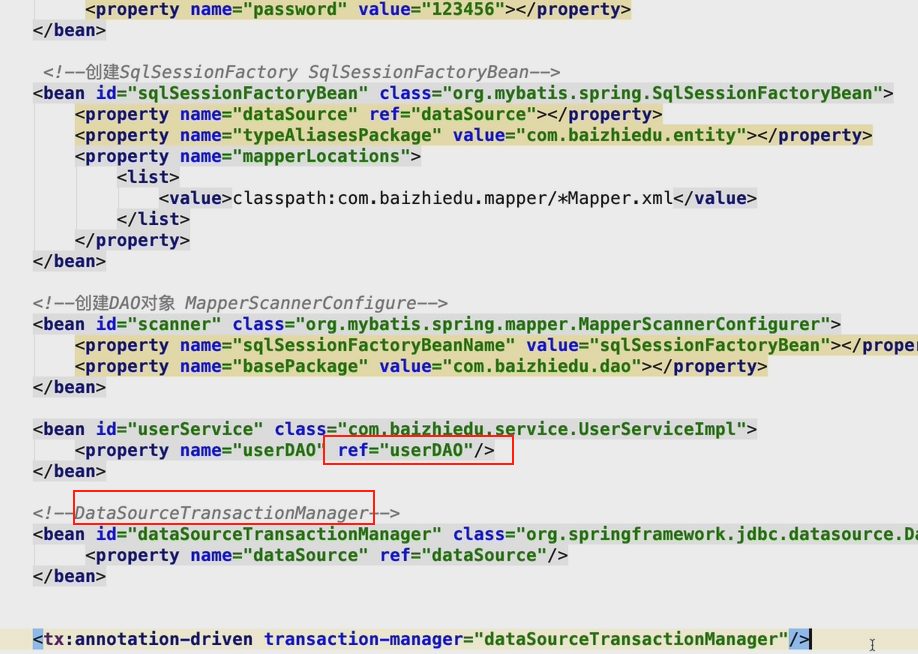 <property name="password" value="123456"></property>
</bean>
<!--创建SqlSessionFactory SqlSessionFactoryBean-->
<bean id="sqlSessionFactoryBean" class="org.mybatis.spring.SqlSessionFactoryBean">
<property name="dataSource" ref="dataSource"></property>
<property name="typeAliasesPackage" value="com.baizhiedu.entity"></property>
<property name="mapperLocations">
<list>
<value>classpath:com.baizhiedu.mapper/*Mapper.xml</value>
</list>
</property>
</bean>
<!--创建DAO对象 MapperScannerConfigure-->
<bean id="scanner" class="org.mybatis.spring.mapper.MapperScannerConfigurer">
<property name="sqlSessionFactoryBeanName" value="sqlSessionFactoryBean"></proper
<property name="basePackage" value="com.baizhiedu.dao"></property>
</bean>
<bean id="userService" class="com.baizhiedu.service.UserServiceImpl">
<property name="userDAO" ref="userDAO"/>
</bean>
<!--DataSourceTransactionManager-->
<bean id="dataSourceTransactionManager" class="org.springframework.jdbc.datasource.Da
<property name="dataSource" ref="dataSource"/>
</bean>
<tx:annotation-driven transaction-manager="dataSourceTransactionManager"/>